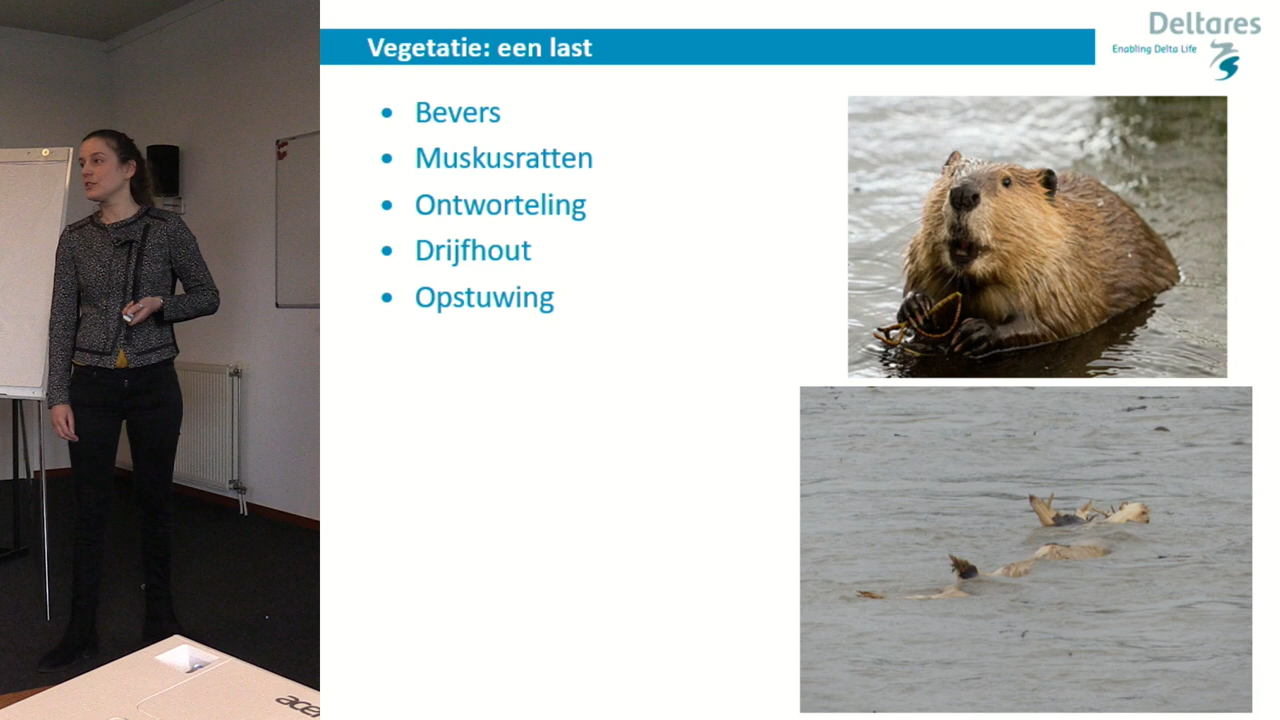 Deltares
Enabling Delta Life
Vegetatie: een last
• Bevers
• Muskusratten
• Ontworteling
• Drijfhout
• Opstuwing
acer